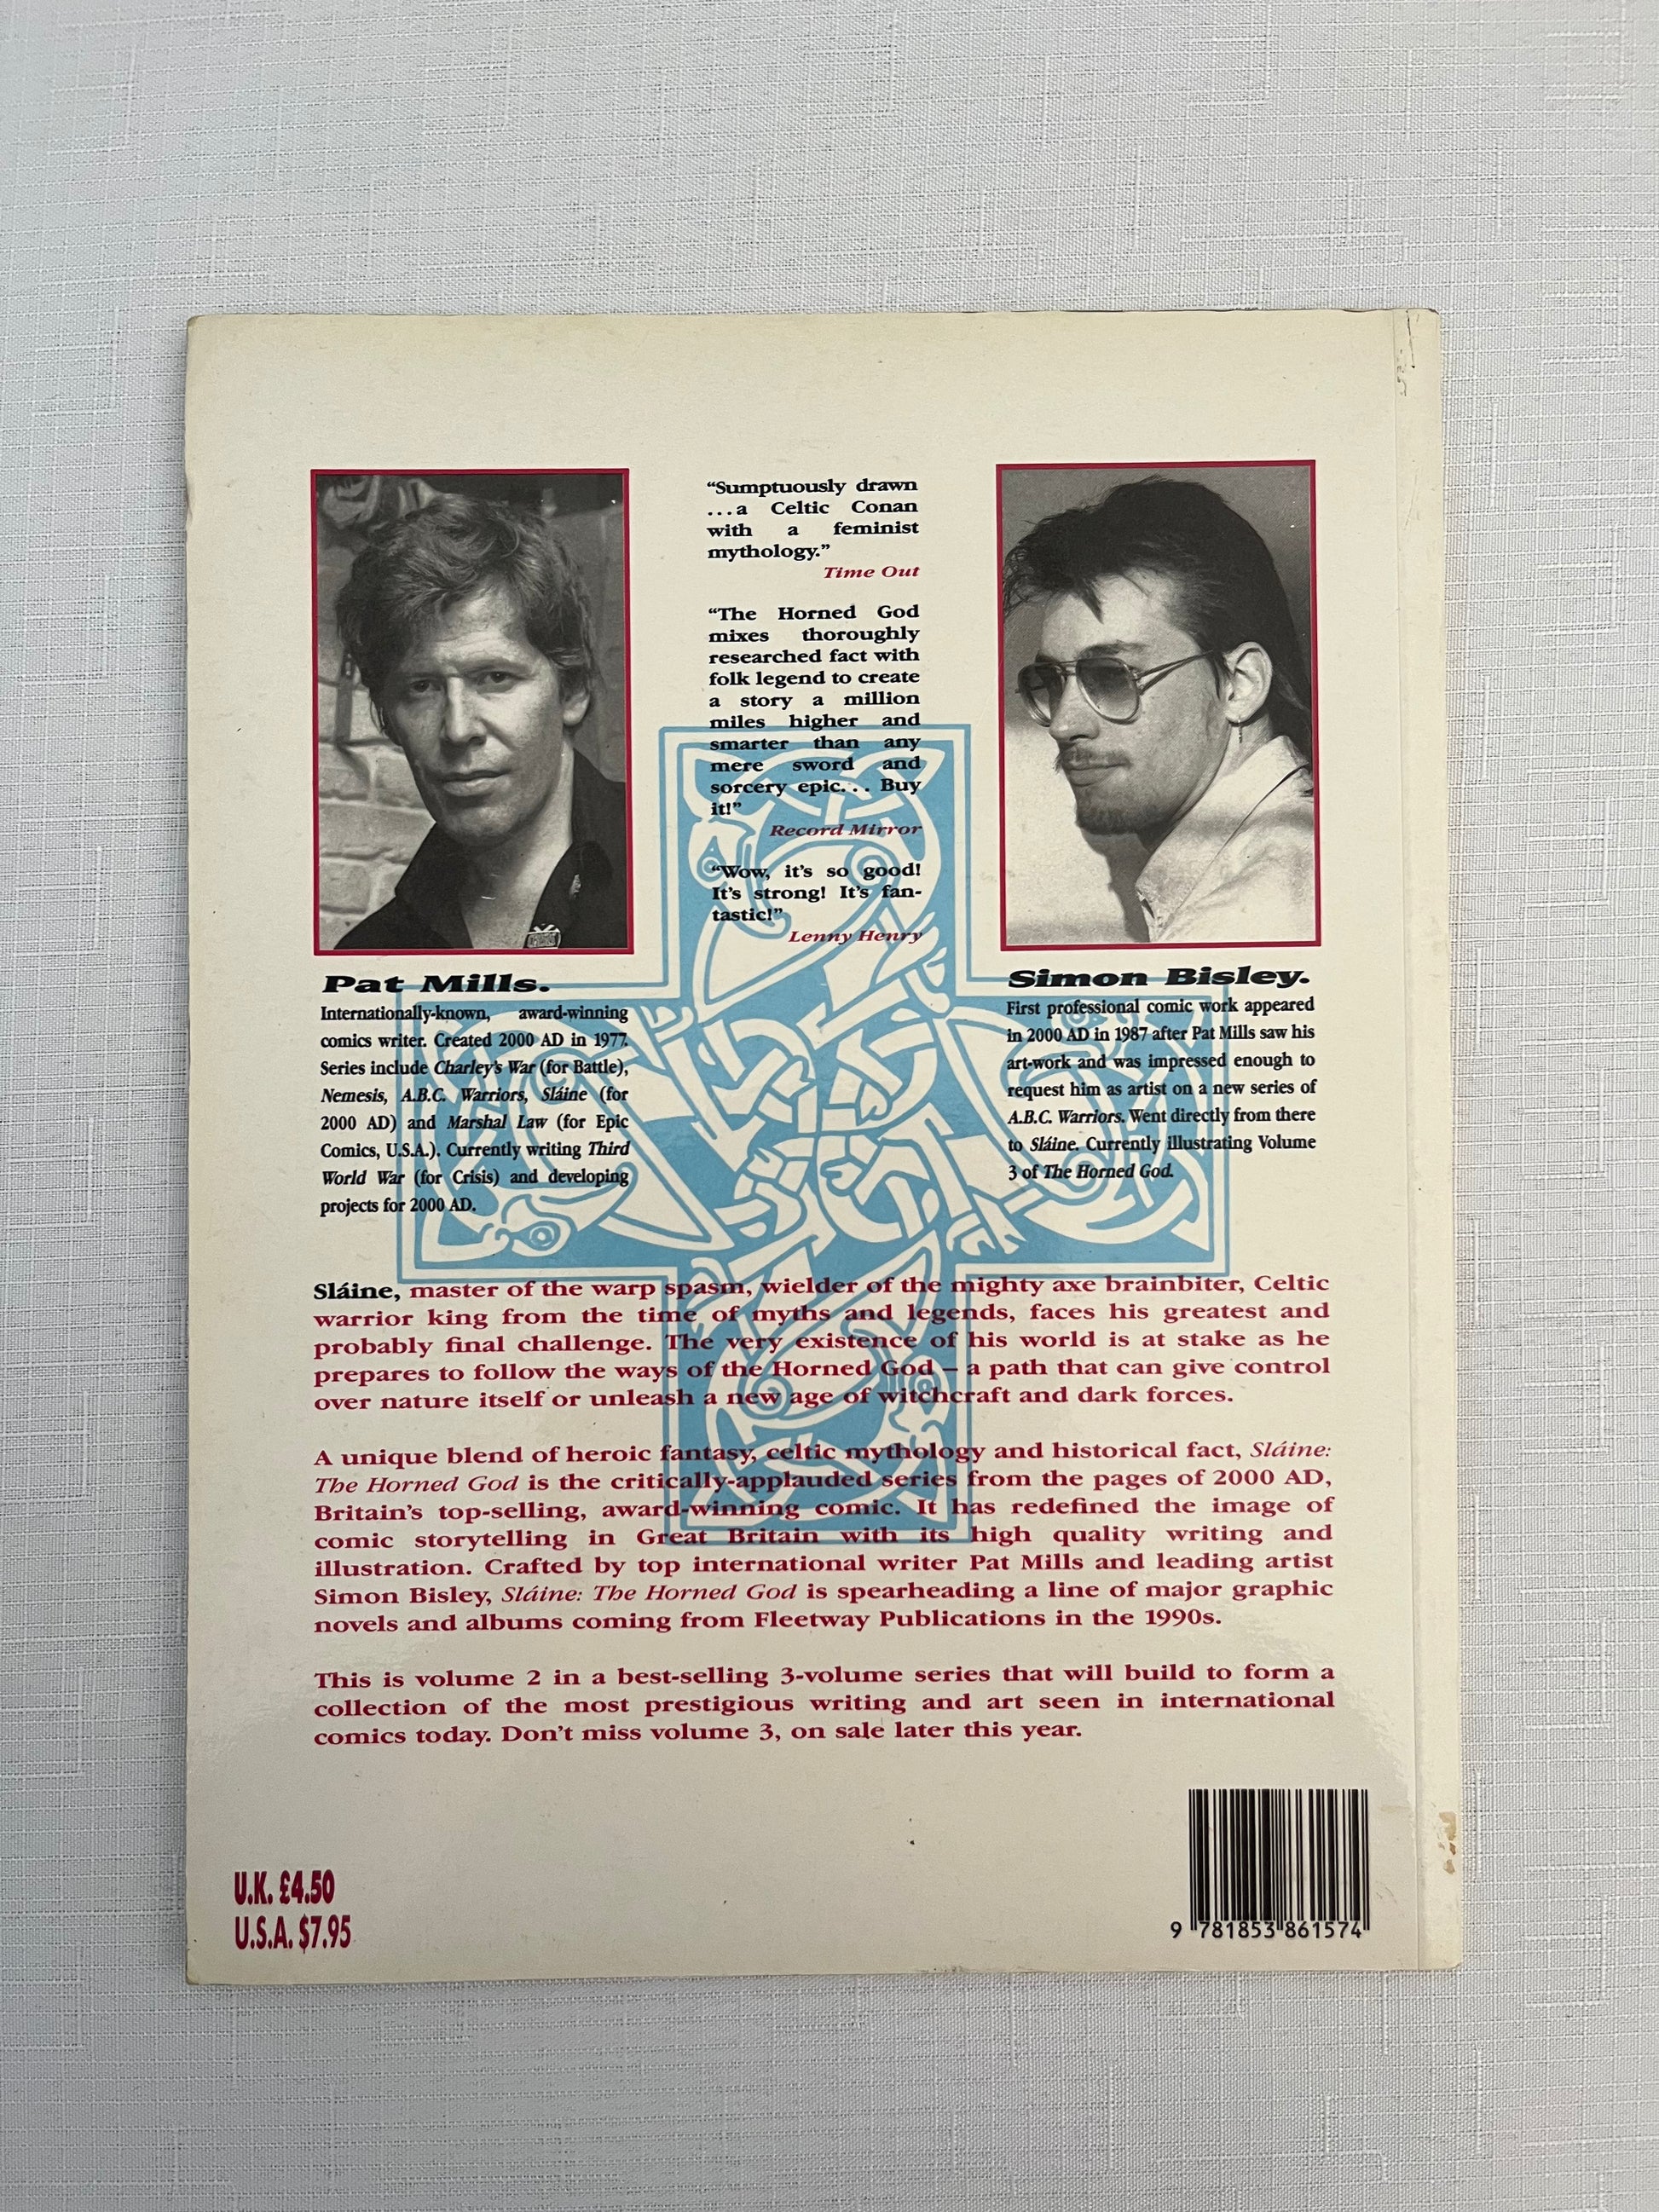 “Sumptuously drawn
...a Celtic Conan
with a feminist
mythology.”
Time Out
“The Horned God
mixes thoroughly
researched fact with
folk legend to create
a story a million
miles higher and
smarter than any
mere sword and
sorcery epic... Buy
it!”
Record Mirror
“Wow, it’s so good!
It’s strong! It’s fan-
tastic!”
Lenny Henry
Pat Mills.
Internationally-known, award-winning
comics writer. Created 2000 AD in 1977.
Series include Charley’s War (for Battle),
Nemesis, A.B.C. Warriors, Sláine (for
2000 AD) and Marshal Law (for Epic
Comics, U.S.A.). Currently writing Third
World War (for Crisis) and developing
projects for 2000 AD.
Simon Bisley.
First professional comic work appeared
in 2000 AD in 1987 after Pat Mills saw his
art-work and was impressed enough to
request him as artist on a new series of
A.B.C. Warriors. Went directly from there
to Sláine. Currently illustrating Volume
3 of The Horned God.
Sláine, master of the warp spasm, wielder of the mighty axe brainbiter, Celtic
warrior king from the time of myths and legends, faces his greatest and
probably final challenge. The very existence of his world is at stake as he
prepares to follow the ways of the Horned God – a path that can give control
over nature itself or unleash a new age of witchcraft and dark forces.
A unique blend of heroic fantasy, celtic mythology and historical fact, Sláine:
The Horned God is the critically-applauded series from the pages of 2000 AD,
Britain’s top-selling, award-winning comic. It has redefined the image of
comic storytelling in Great Britain with its high quality writing and
illustration. Crafted by top international writer Pat Mills and leading artist
Simon Bisley, Sláine: The Horned God is spearheading a line of major graphic
novels and albums coming from Fleetway Publications in the 1990s.
This is volume 2 in a best-selling 3-volume series that will build to form a
collection of the most prestigious writing and art seen in international
comics today. Don’t miss volume 3, on sale later this year.
U.K. £4.50
U.S.A. $7.95
9 781853 861574